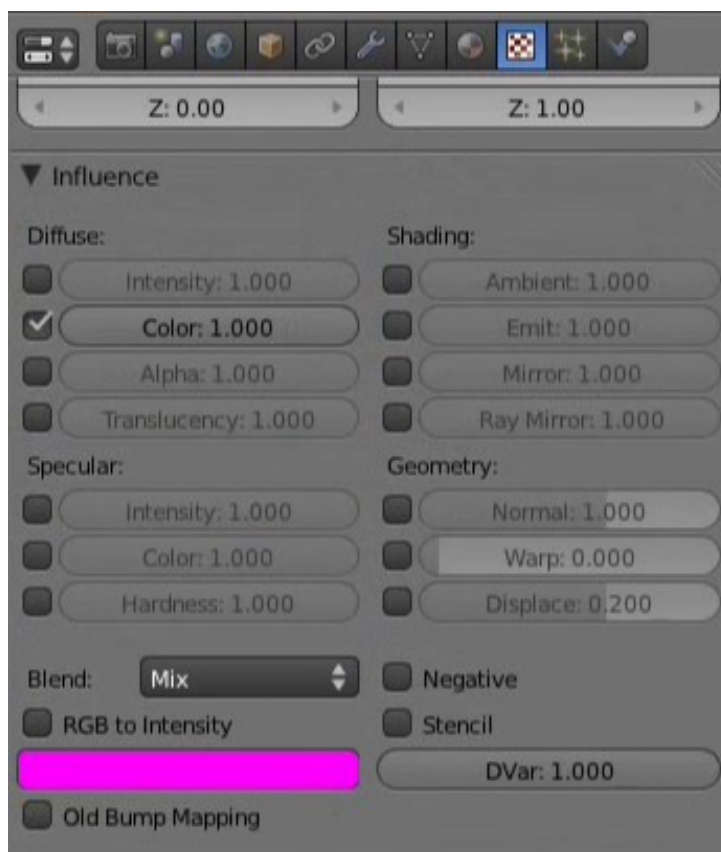 Z: 0.00 Z: 1.00
Influence
Diffuse: Shading:
Intensity: 1.000 Ambient: 1.000
Color: 1.000 Emit: 1.000
Alpha: 1.000 Mirror: 1.000
Translucency: 1.000 Ray Mirror: 1.000
Specular: Geometry:
Intensity: 1.000 Normal: 1.000
Color: 1.000 Warp: 0.000
Hardness: 1.000 Displace: 0.200
Blend: Mix Negative
RGB to Intensity Stencil
DVar: 1.000
Old Bump Mapping